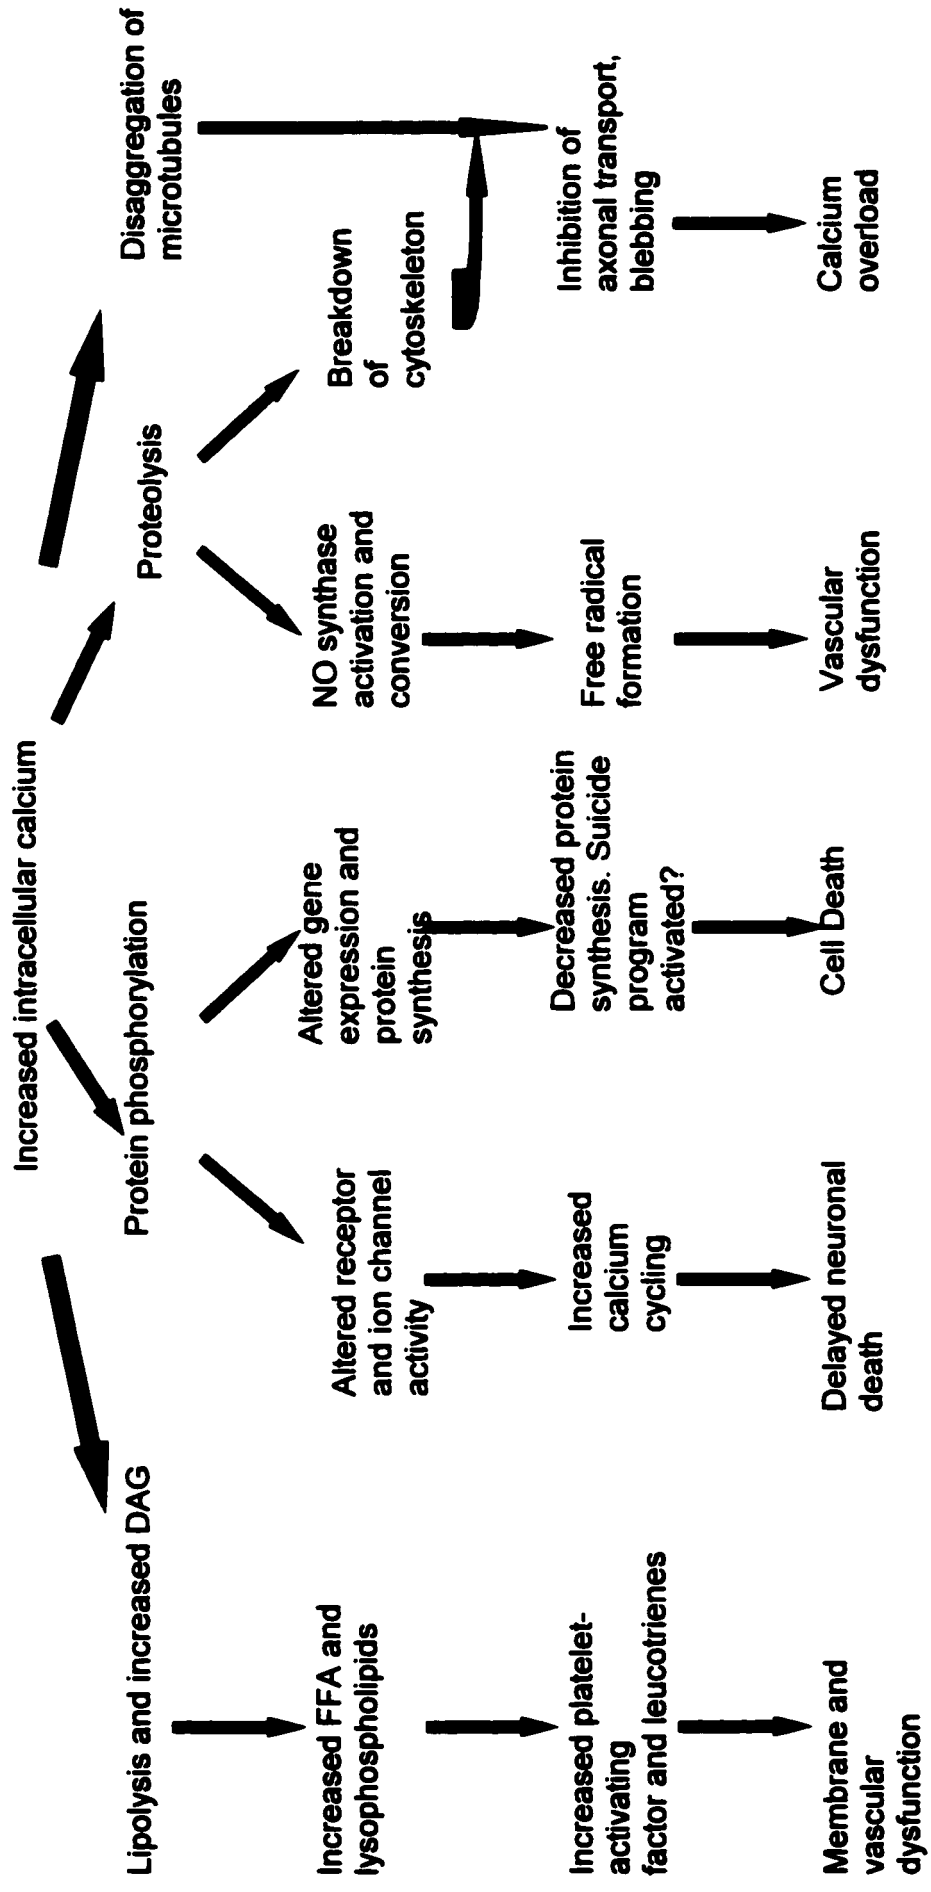 Increased intracellular calcium
Lipolysis and increased DAG
Protein phosphorylation
Proteolysis
Disaggregation of
microtubules
Increased FFA and
lysophospholipids
Altered receptor
and ion channel
activity
Altered gene
expression and
protein
synthesis
NO synthase
activation and
conversion
Breakdown
of
cytoskeleton
Increased platelet-
activating
factor and leucotrienes
Increased
calcium
cycling
Decreased protein
synthesis. Suicide
program
activated?
Free radical
formation
Inhibition of
axonal transport,
blebbing
Membrane and
vascular
dysfunction
Delayed neuronal
death
Cell Death
Vascular
dysfunction
Calcium
overload